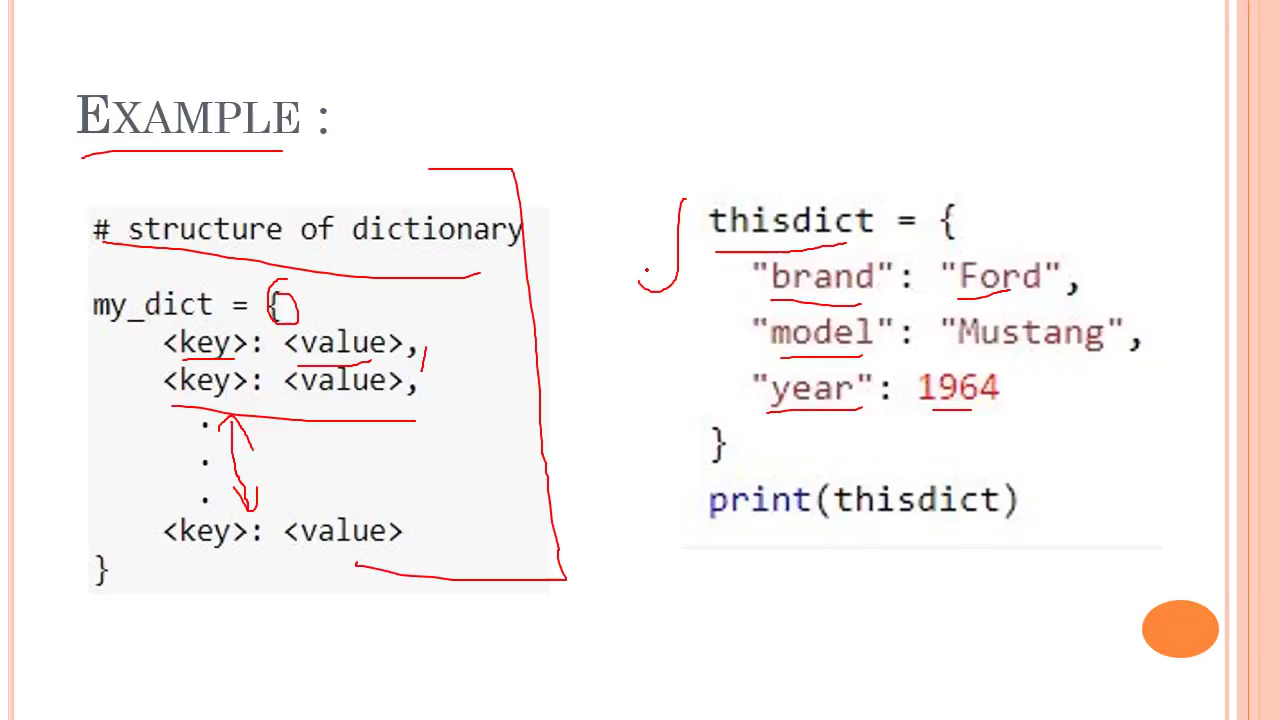 EXAMPLE :
# structure of dictionary
my_dict = {
<key>: <value>,
<key>: <value>,
.
.
.
<key>: <value>
}
thisdict = {
"brand": "Ford",
"model": "Mustang",
"year": 1964
}
print(thisdict)